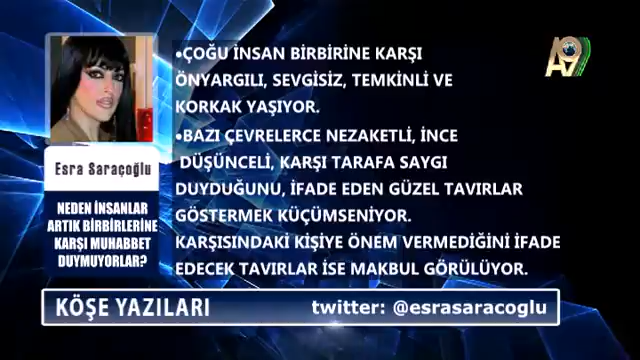 •ÇOĞU İNSAN BİRBİRİNE KARŞI
ÖNYARGILI, SEVGİSİZ, TEMKİNLİ VE
KORKAK YAŞIYOR.
•BAZI ÇEVRELERCE NEZAKETLİ, İNCE
DÜŞÜNCELİ, KARŞI TARAFA SAYGI
DUYDUĞUNU, İFADE EDEN GÜZEL TAVIRLAR
GÖSTERMEK KÜÇÜMSENİYOR.
KARŞISINDAKİ KİŞİYE ÖNEM VERMEDİĞİNİ İFADE
EDECEK TAVIRLAR İSE MAKBUL GÖRÜLÜYOR.
A9
Esra Saraçoğlu
NEDEN İNSANLAR
ARTIK BİRBİRLERİNE
KARŞI MUHABBET
DUYMUYORLAR?
KÖŞE YAZILARI
twitter: @esrasaracoglu